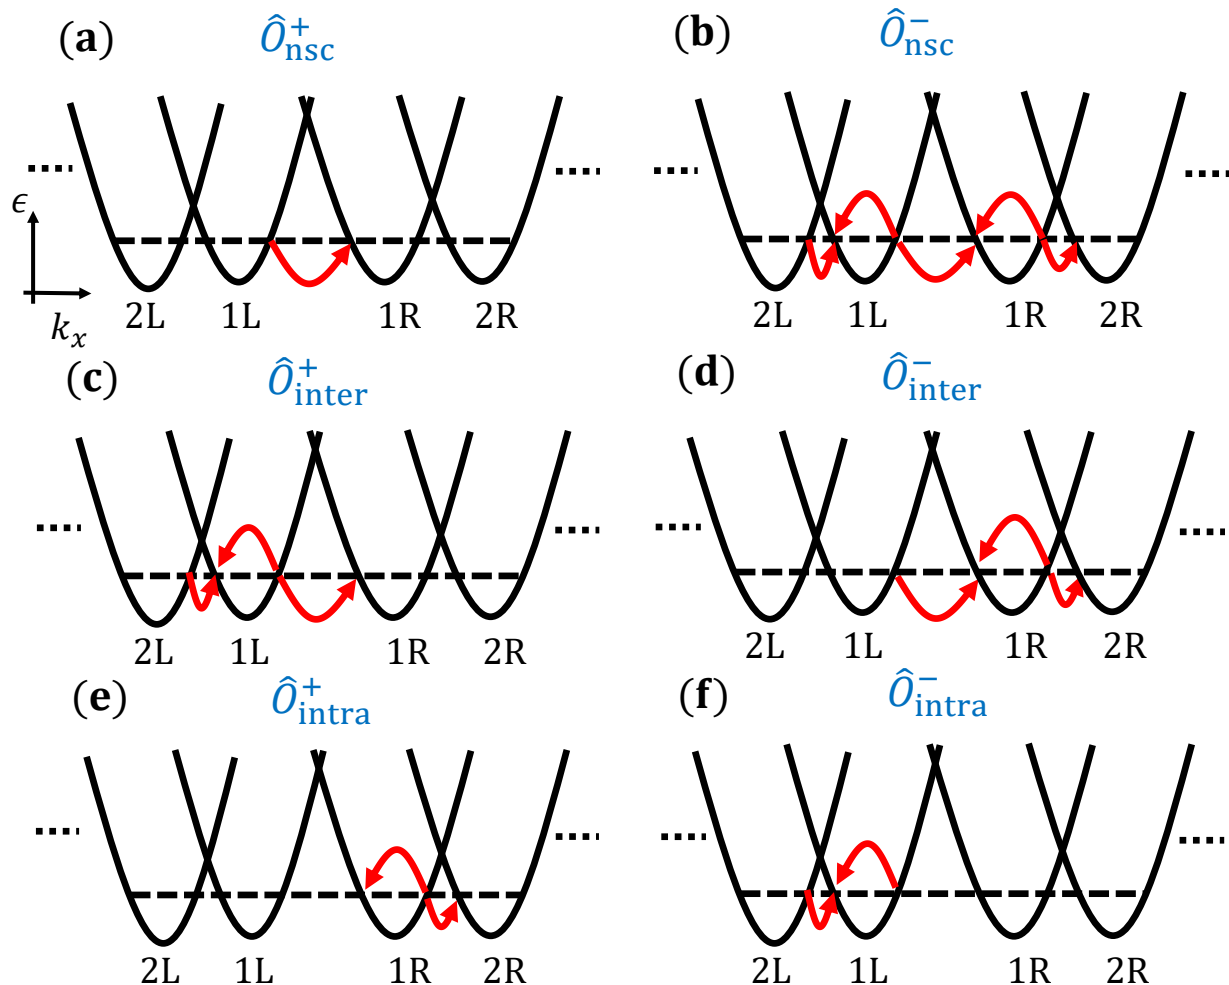 (a) Ô⁺nsc
(b) Ô⁻nsc
ϵ
kₓ
2L 1L 1R 2R
2L 1L 1R 2R
(c) Ô⁺inter
(d) Ô⁻inter
2L 1L 1R 2R
2L 1L 1R 2R
(e) Ô⁺intra
(f) Ô⁻intra
2L 1L 1R 2R
2L 1L 1R 2R